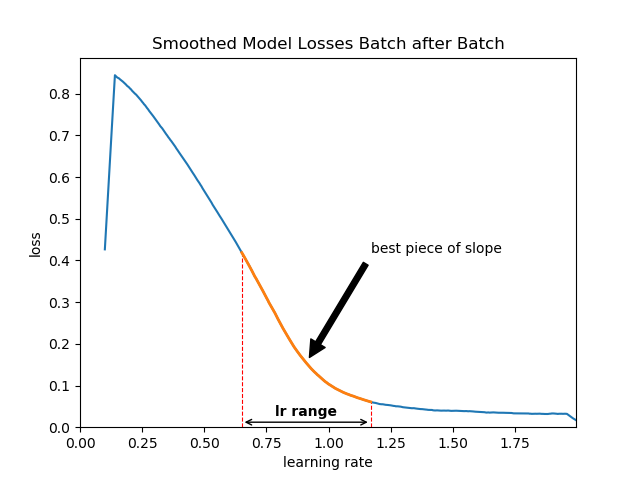 Smoothed Model Losses Batch after Batch
0.8
0.7
0.6
0.5
0.4
0.3
0.2
0.1
0.0
loss
best piece of slope
lr range
0.00 0.25 0.50 0.75 1.00 1.25 1.50 1.75
learning rate